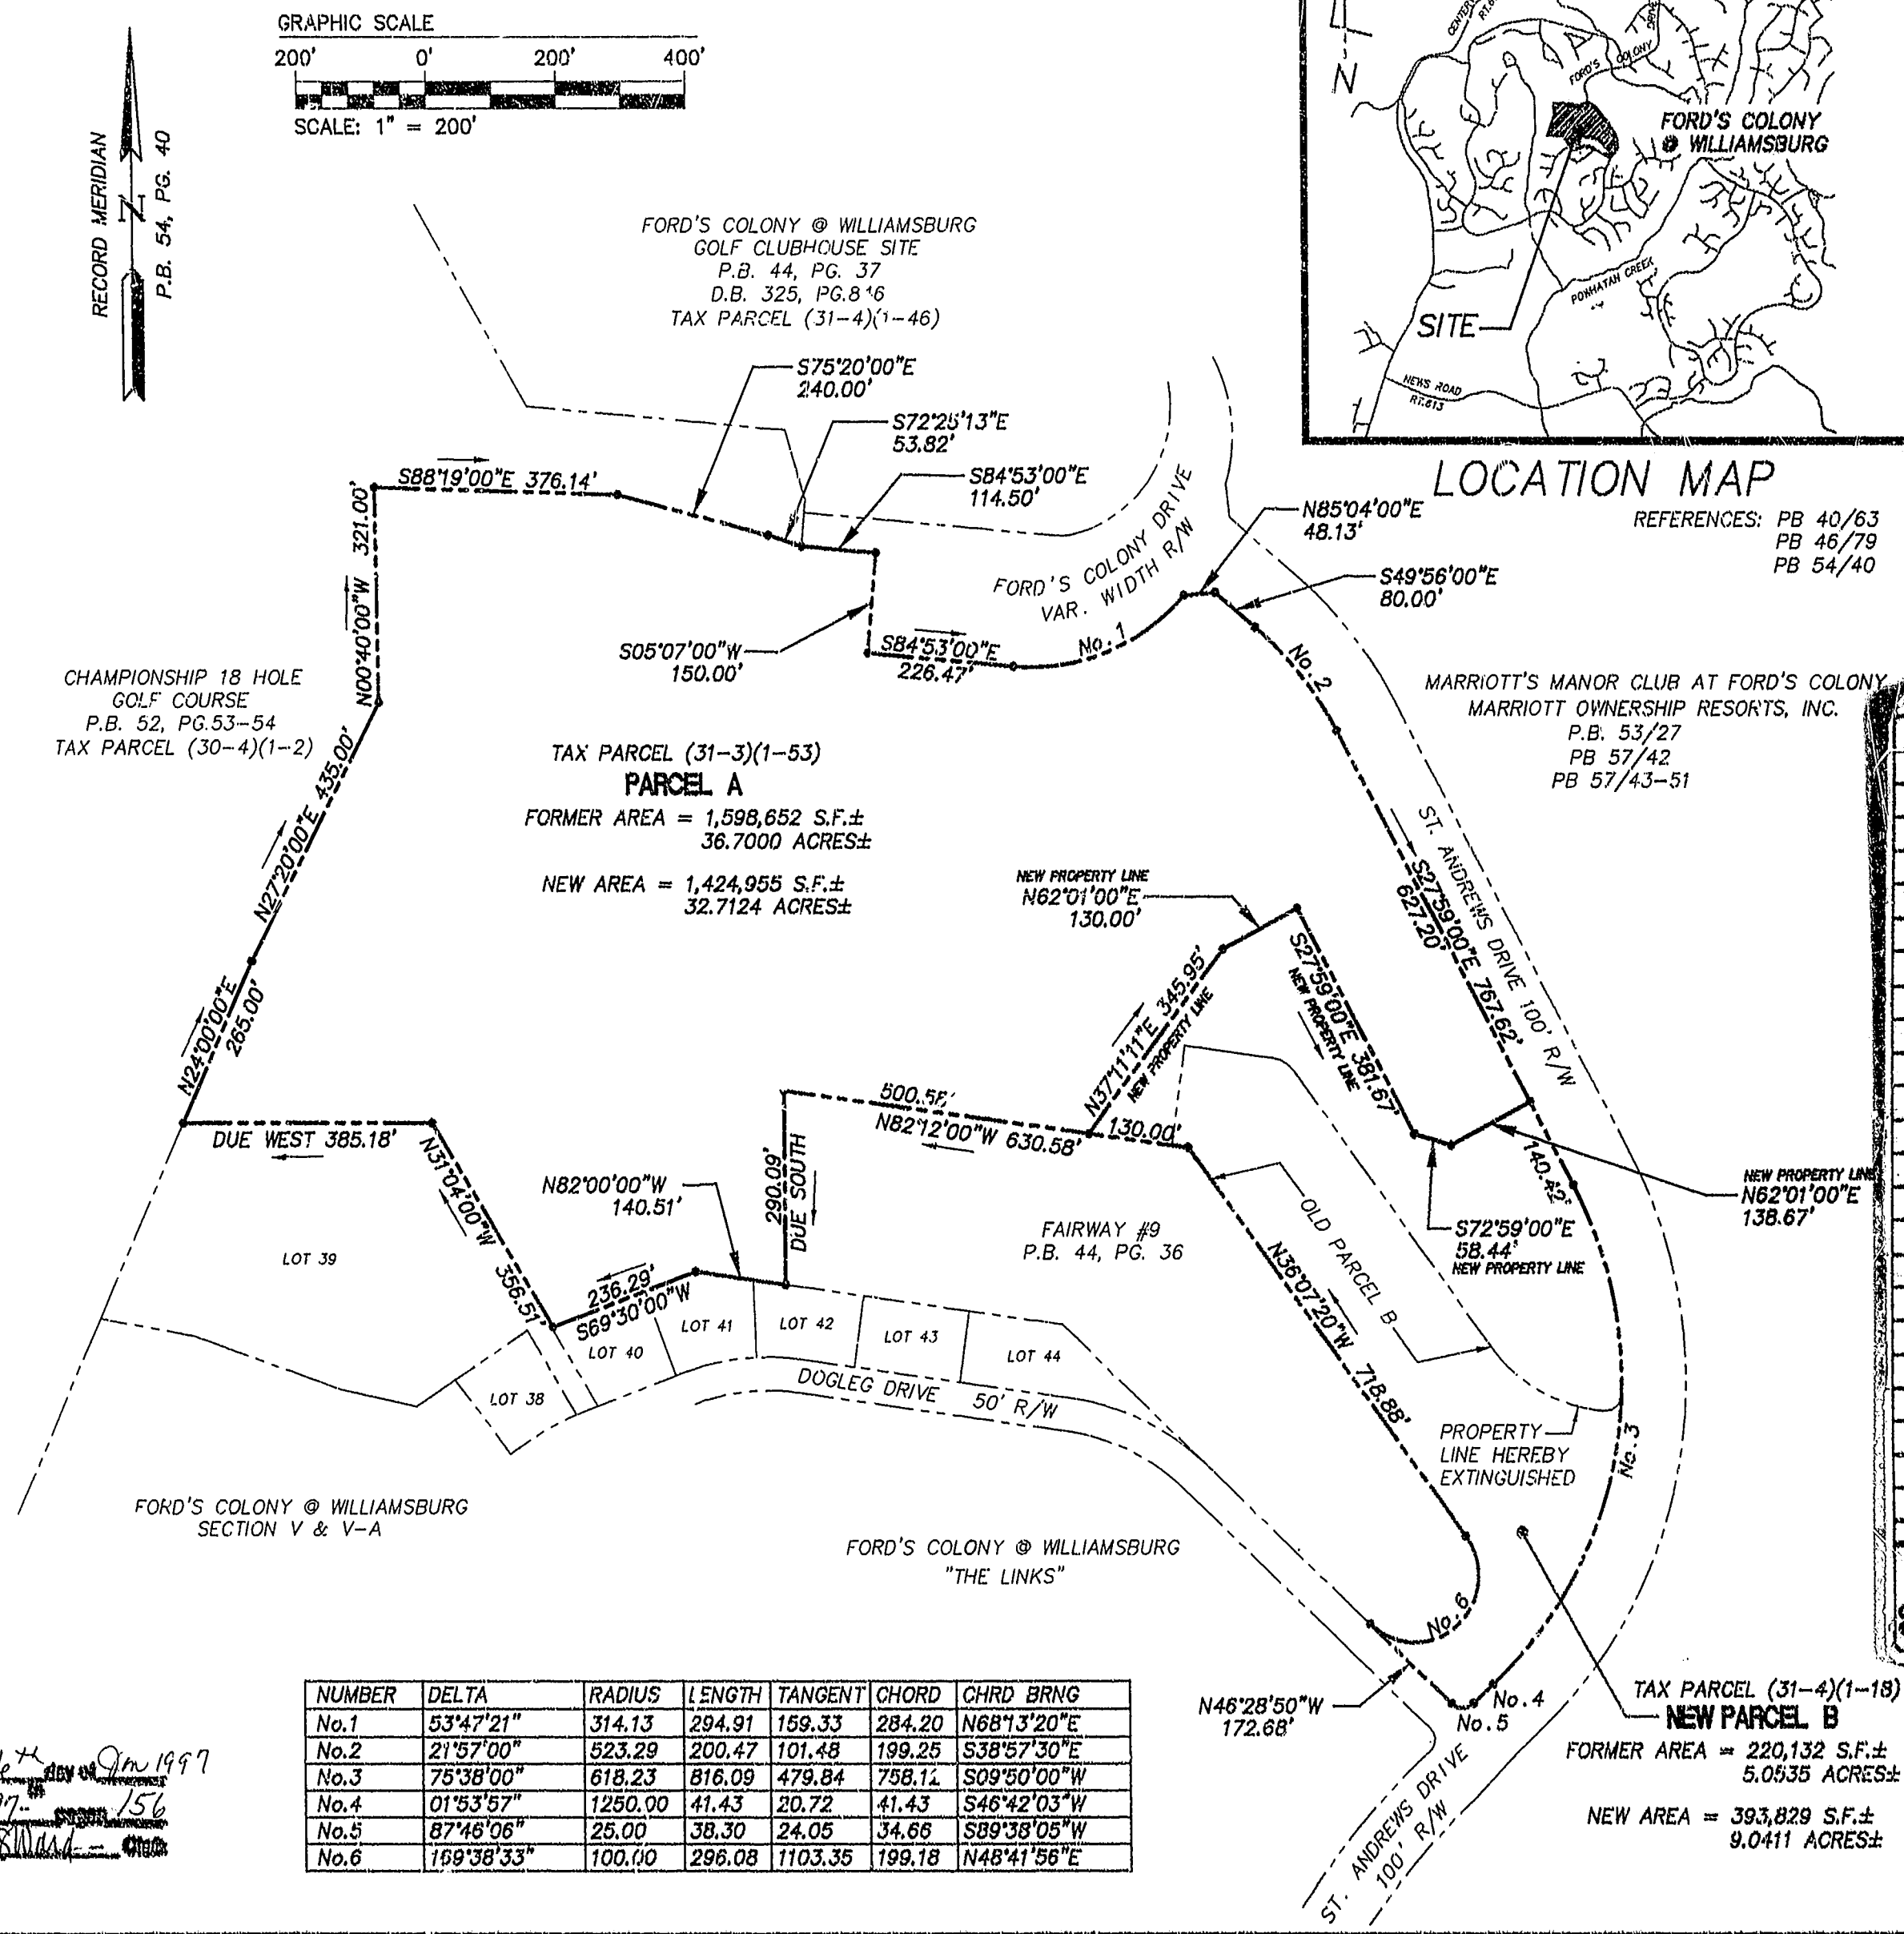 GRAPHIC SCALE
200' 0' 200' 400'
SCALE: 1" = 200'
RECORD MERIDIAN
N
P.B. 54, PG. 40
N
FORD'S COLONY
FORD'S COLONY
@ WILLIAMSBURG
POWHATAN CREEK
SITE
NEWS ROAD
RT.613
LOCATION MAP
REFERENCES: PB 40/63
PB 46/79
PB 54/40
FORD'S COLONY @ WILLIAMSBURG
GOLF CLUBHOUSE SITE
P.B. 44, PG. 37
D.B. 325, PG.816
TAX PARCEL (31-4)(1-46)
S75°20'00"E
240.00'
S72°25'13"E
53.82'
S84°53'00"E
114.50'
S88°19'00"E 376.14'
N00°40'00"W 321.00'
FORD'S COLONY DRIVE
VAR. WIDTH R/W
N85°04'00"E
48.13'
S49°56'00"E
80.00'
S05°07'00"W
150.00'
S84°53'00"E
226.47'
No.1
No.2
CHAMPIONSHIP 18 HOLE
GOLF COURSE
P.B. 52, PG.53-54
TAX PARCEL (30-4)(1-2)
MARRIOTT'S MANOR CLUB AT FORD'S COLONY
MARRIOTT OWNERSHIP RESORTS, INC.
P.B. 53/27
PB 57/42
PB 57/43-51
TAX PARCEL (31-3)(1-53)
PARCEL A
FORMER AREA = 1,598,652 S.F.±
36.7000 ACRES±
NEW AREA = 1,424,955 S.F.±
32.7124 ACRES±
N27°20'00"E 435.00'
N24°00'00"E
265.00'
ST. ANDREWS DRIVE 100' R/W
S27°59'00"E 767.62'
627.20'
NEW PROPERTY LINE
N62°01'00"E
130.00'
N37°11'11"E 345.95'
NEW PROPERTY LINE
S27°59'00"E 381.67'
NEW PROPERTY LINE
500.58'
N82°12'00"W 630.58'
130.00'
DUE WEST 385.18'
N31°04'00"W 356.51'
N82°00'00"W
140.51'
290.09'
DUE SOUTH
140.42'
NEW PROPERTY LINE
N62°01'00"E
138.67'
S72°59'00"E
58.44'
NEW PROPERTY LINE
FAIRWAY #9
P.B. 44, PG. 36
OLD PARCEL B
N36°07'20"W 718.88'
LOT 39
236.29'
S69°30'00"W
LOT 40
LOT 41
LOT 42
LOT 43
LOT 44
LOT 38
DOGLEG DRIVE 50' R/W
PROPERTY
LINE HEREBY
EXTINGUISHED
No.3
FORD'S COLONY @ WILLIAMSBURG
SECTION V & V-A
FORD'S COLONY @ WILLIAMSBURG
"THE LINKS"
No.6
N46°28'50"W
172.68'
No.4
No.5
TAX PARCEL (31-4)(1-18)
NEW PARCEL B
FORMER AREA = 220,132 S.F.±
5.0535 ACRES±
NEW AREA = 393,829 S.F.±
9.0411 ACRES±
ST. ANDREWS DRIVE
100' R/W
NUMBER DELTA RADIUS LENGTH TANGENT CHORD CHRD BRNG
No.1 53°47'21" 314.13 294.91 159.33 284.20 N68°13'20"E
No.2 21°57'00" 523.29 200.47 101.48 199.25 S38°57'30"E
No.3 75°38'00" 618.23 816.09 479.84 758.12 S09°50'00"W
No.4 01°53'57" 1250.00 41.43 20.72 41.43 S46°42'03"W
No.5 87°46'06" 25.00 38.30 24.05 34.66 S89°38'05"W
No.6 169°38'33" 100.00 296.08 1103.35 199.18 N48°41'56"E
day of Jan 1997
156